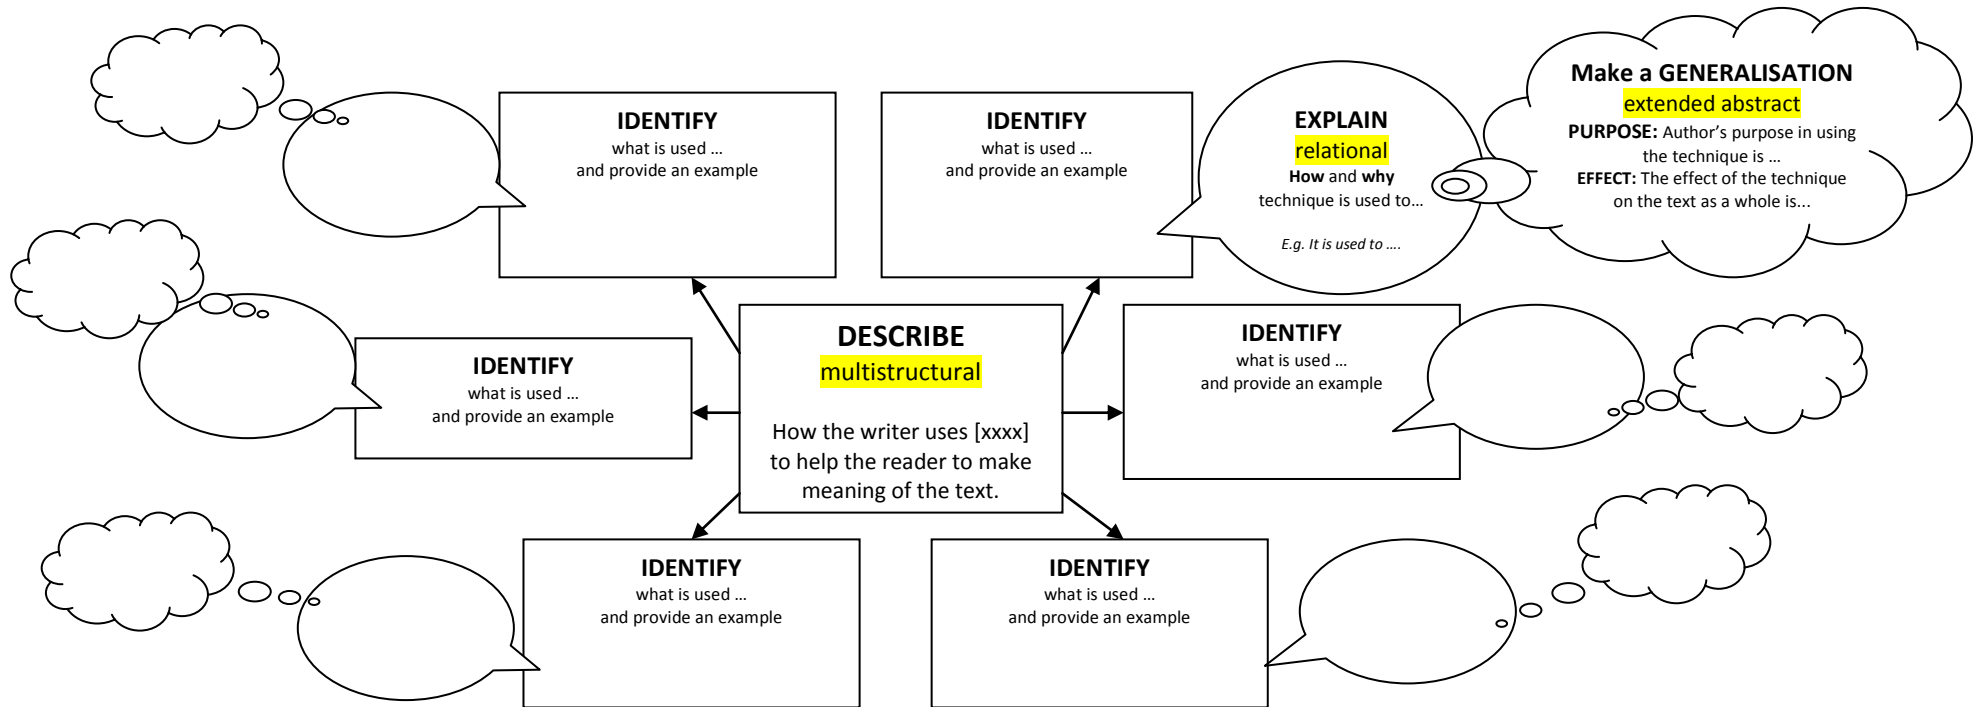 IDENTIFY
what is used ...
and provide an example
IDENTIFY
what is used ...
and provide an example
EXPLAIN
relational
How and why
technique is used to...
E.g. It is used to ....
Make a GENERALISATION
extended abstract
PURPOSE: Author's purpose in using
the technique is ...
EFFECT: The effect of the technique
on the text as a whole is...
IDENTIFY
what is used ...
and provide an example
DESCRIBE
multistructural
How the writer uses [xxxx]
to help the reader to make
meaning of the text.
IDENTIFY
what is used ...
and provide an example
IDENTIFY
what is used ...
and provide an example
IDENTIFY
what is used ...
and provide an example